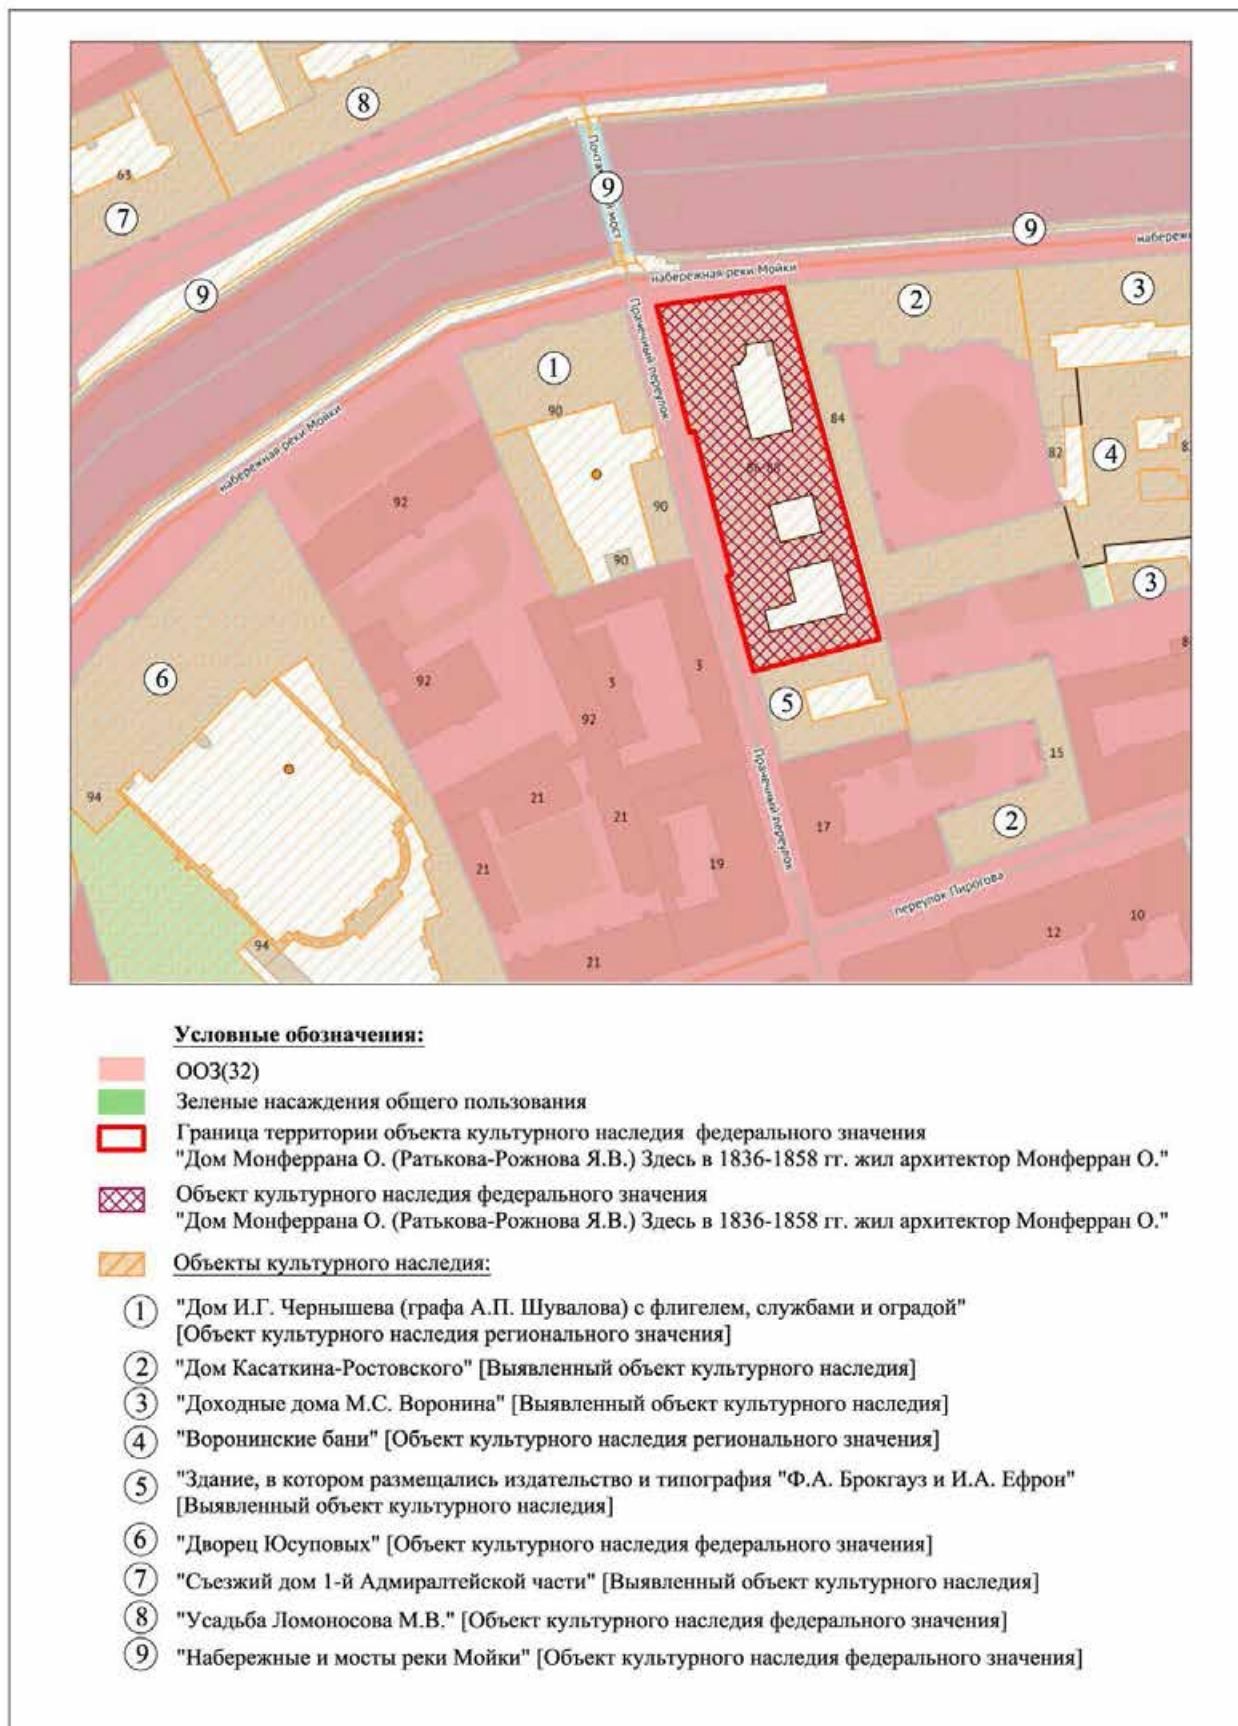 8
63
7
9
Почта
й мост
9
9
набережная реки Мойки
набережн
2
3
1
Прачечный переулок
90
84
набережная реки Мойки
82
4
8
86-88
92
90
90
3
6
3
3
92
92
5
8
15
94
21
21
Прачечный переулок
17
2
21
19
переулок Пирогова
94
21
12
10
Условные обозначения:
ООЗ(32)
Зеленые насаждения общего пользования
Граница территории объекта культурного наследия федерального значения
"Дом Монферрана О. (Ратькова-Рожнова Я.В.) Здесь в 1836-1858 гг. жил архитектор Монферран О."
Объект культурного наследия федерального значения
"Дом Монферрана О. (Ратькова-Рожнова Я.В.) Здесь в 1836-1858 гг. жил архитектор Монферран О."
Объекты культурного наследия:
1 "Дом И.Г. Чернышева (графа А.П. Шувалова) с флигелем, службами и оградой"
[Объект культурного наследия регионального значения]
2 "Дом Касаткина-Ростовского" [Выявленный объект культурного наследия]
3 "Доходные дома М.С. Воронина" [Выявленный объект культурного наследия]
4 "Воронинские бани" [Объект культурного наследия регионального значения]
5 "Здание, в котором размещались издательство и типография "Ф.А. Брокгауз и И.А. Ефрон"
[Выявленный объект культурного наследия]
6 "Дворец Юсуповых" [Объект культурного наследия федерального значения]
7 "Съезжий дом 1-й Адмиралтейской части" [Выявленный объект культурного наследия]
8 "Усадьба Ломоносова М.В." [Объект культурного наследия федерального значения]
9 "Набережные и мосты реки Мойки" [Объект культурного наследия федерального значения]